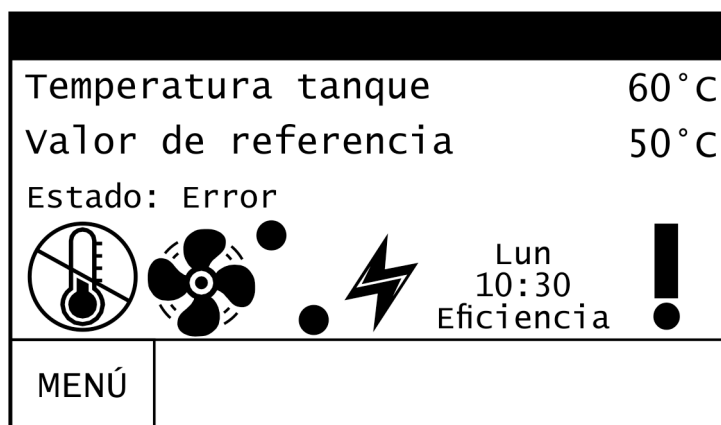 Temperatura tanque 60°C
Valor de referencia 50°C
Estado: Error
Lun
10:30
Eficiencia
MENÚ